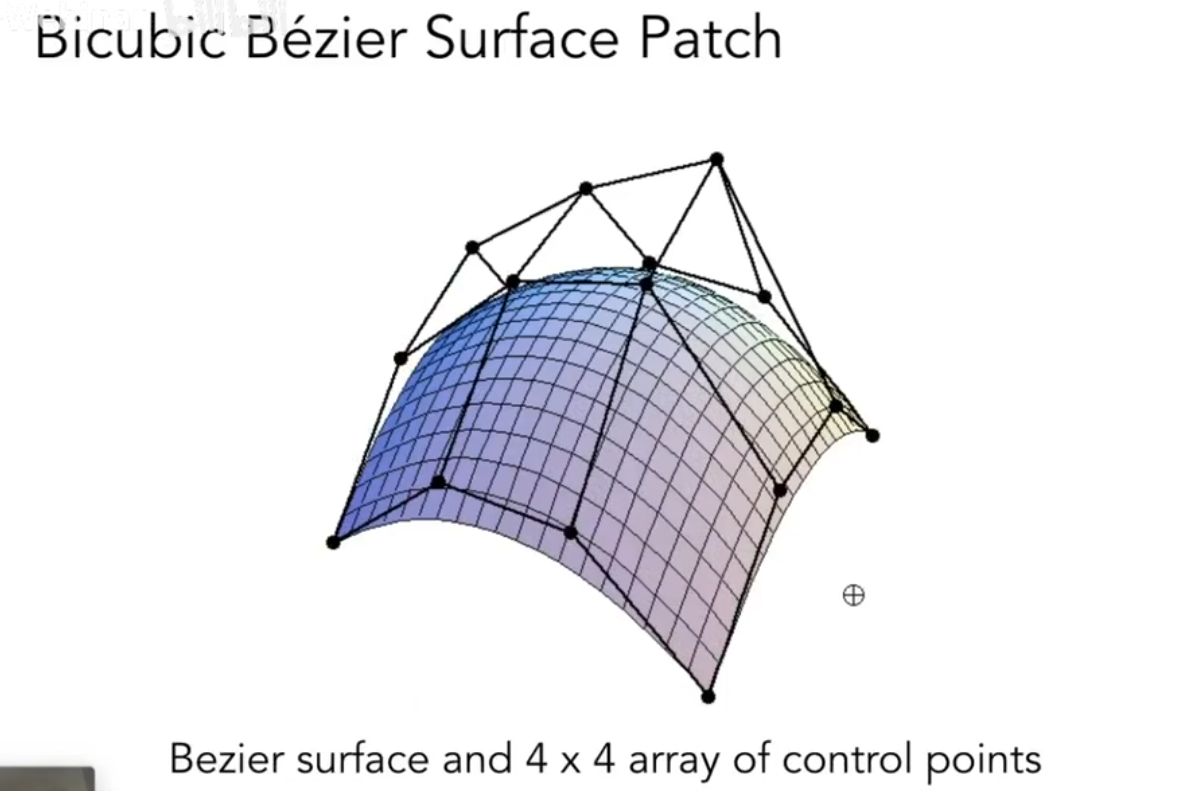 Bicubic Bézier Surface Patch
Bezier surface and 4 x 4 array of control points